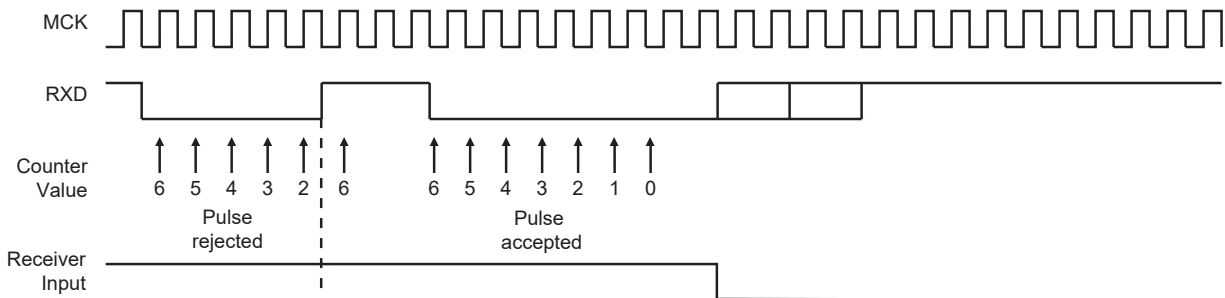 MCK
RXD
Counter
Value
6 5 4 3 2 6 6 5 4 3 2 1 0
Pulse
rejected
Pulse
accepted
Receiver
Input